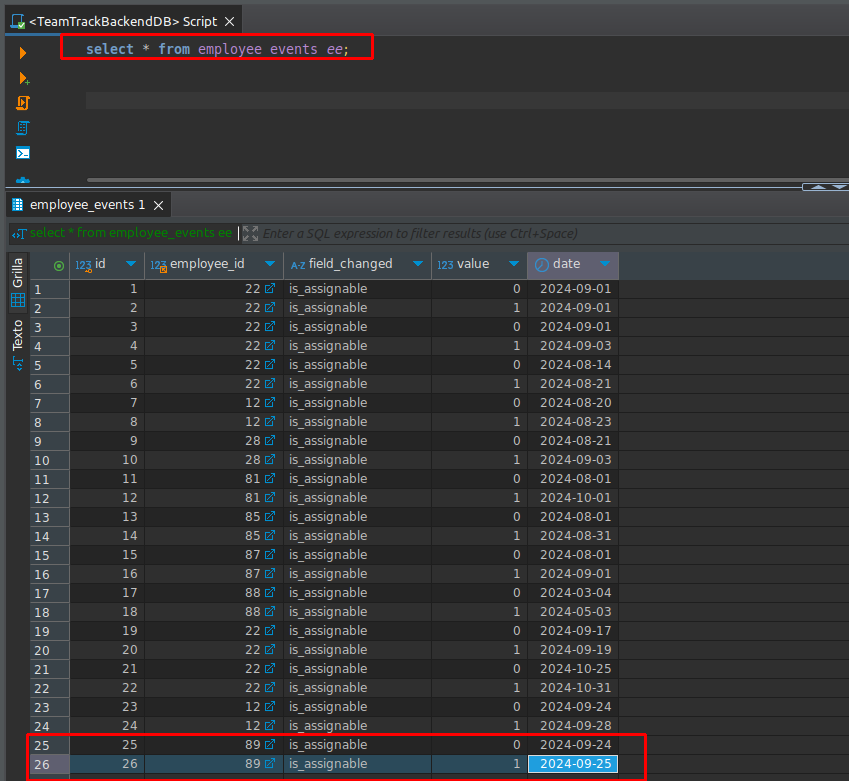 <TeamTrackBackendDB> Script
select * from employee_events ee;
employee_events 1
select * from employee_events ee Enter a SQL expression to filter results (use Ctrl+Space)
Grilla
Texto
123 id 123 employee_id A-Z field_changed 123 value date
1 1 22 is_assignable 0 2024-09-01
2 2 22 is_assignable 1 2024-09-01
3 3 22 is_assignable 0 2024-09-01
4 4 22 is_assignable 1 2024-09-03
5 5 22 is_assignable 0 2024-08-14
6 6 22 is_assignable 1 2024-08-21
7 7 12 is_assignable 0 2024-08-20
8 8 12 is_assignable 1 2024-08-23
9 9 28 is_assignable 0 2024-08-21
10 10 28 is_assignable 1 2024-09-03
11 11 81 is_assignable 0 2024-08-01
12 12 81 is_assignable 1 2024-10-01
13 13 85 is_assignable 0 2024-08-01
14 14 85 is_assignable 1 2024-08-31
15 15 87 is_assignable 0 2024-08-01
16 16 87 is_assignable 1 2024-09-01
17 17 88 is_assignable 0 2024-03-04
18 18 88 is_assignable 1 2024-05-03
19 19 22 is_assignable 0 2024-09-17
20 20 22 is_assignable 1 2024-09-19
21 21 22 is_assignable 0 2024-10-25
22 22 22 is_assignable 1 2024-10-31
23 23 12 is_assignable 0 2024-09-24
24 24 12 is_assignable 1 2024-09-28
25 25 89 is_assignable 0 2024-09-24
26 26 89 is_assignable 1 2024-09-25